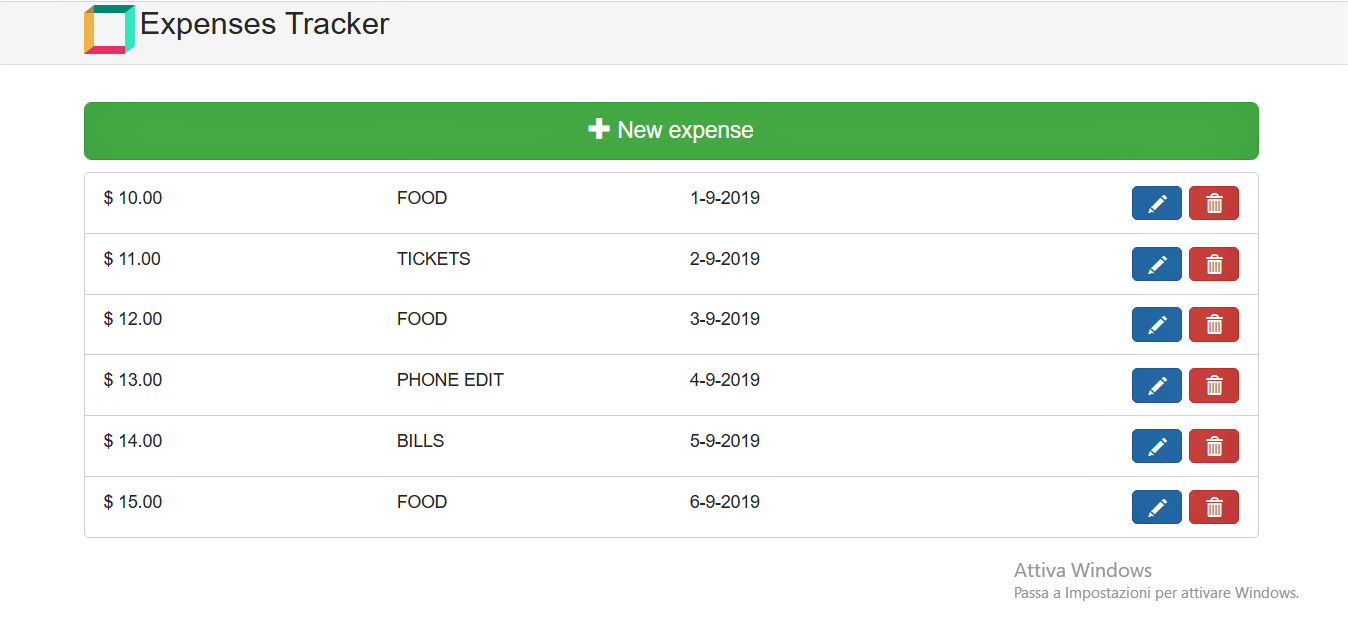 Expenses Tracker
New expense
$ 10.00 FOOD 1-9-2019
$ 11.00 TICKETS 2-9-2019
$ 12.00 FOOD 3-9-2019
$ 13.00 PHONE EDIT 4-9-2019
$ 14.00 BILLS 5-9-2019
$ 15.00 FOOD 6-9-2019
Attiva Windows
Passa a Impostazioni per attivare Windows.